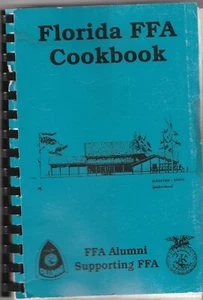 Florida FFA
Cookbook
FFA Alumni
Supporting FFA